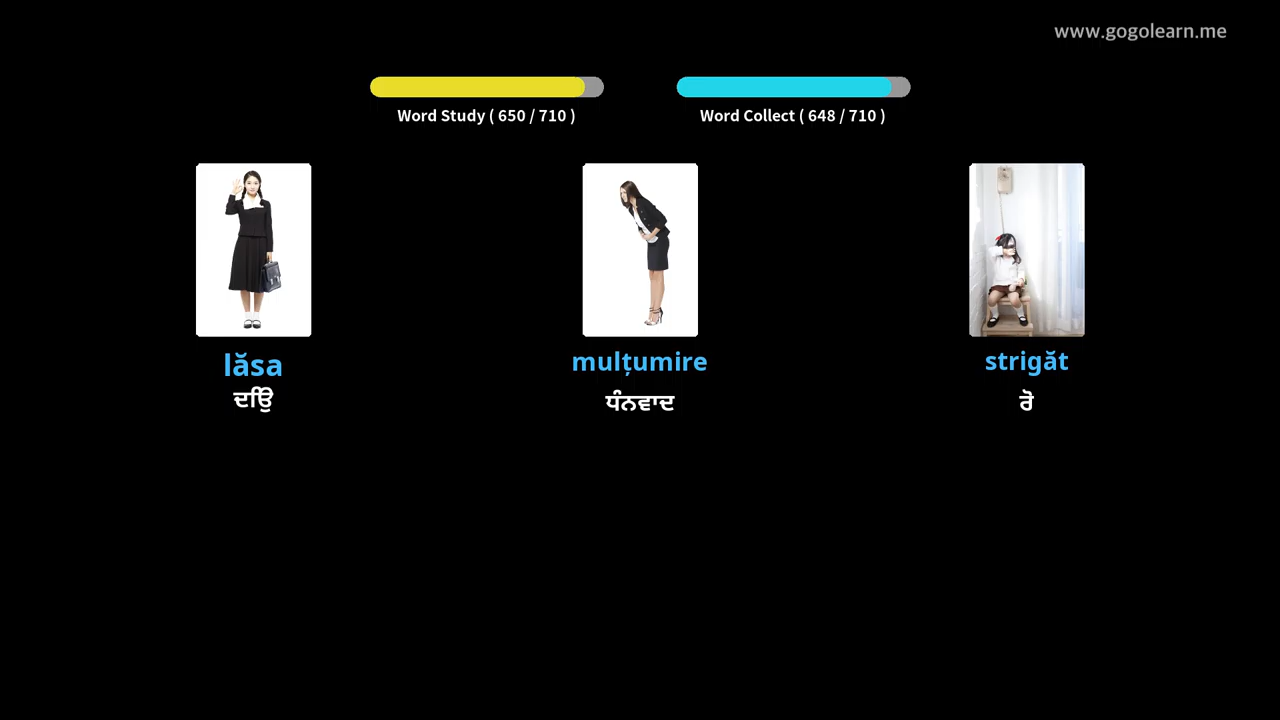 www.gogolearn.me
Word Study ( 650 / 710 )
Word Collect ( 648 / 710 )
lăsa
mulțumire
strigăt
ਧੰਨਵਾਦ
ਰੋ